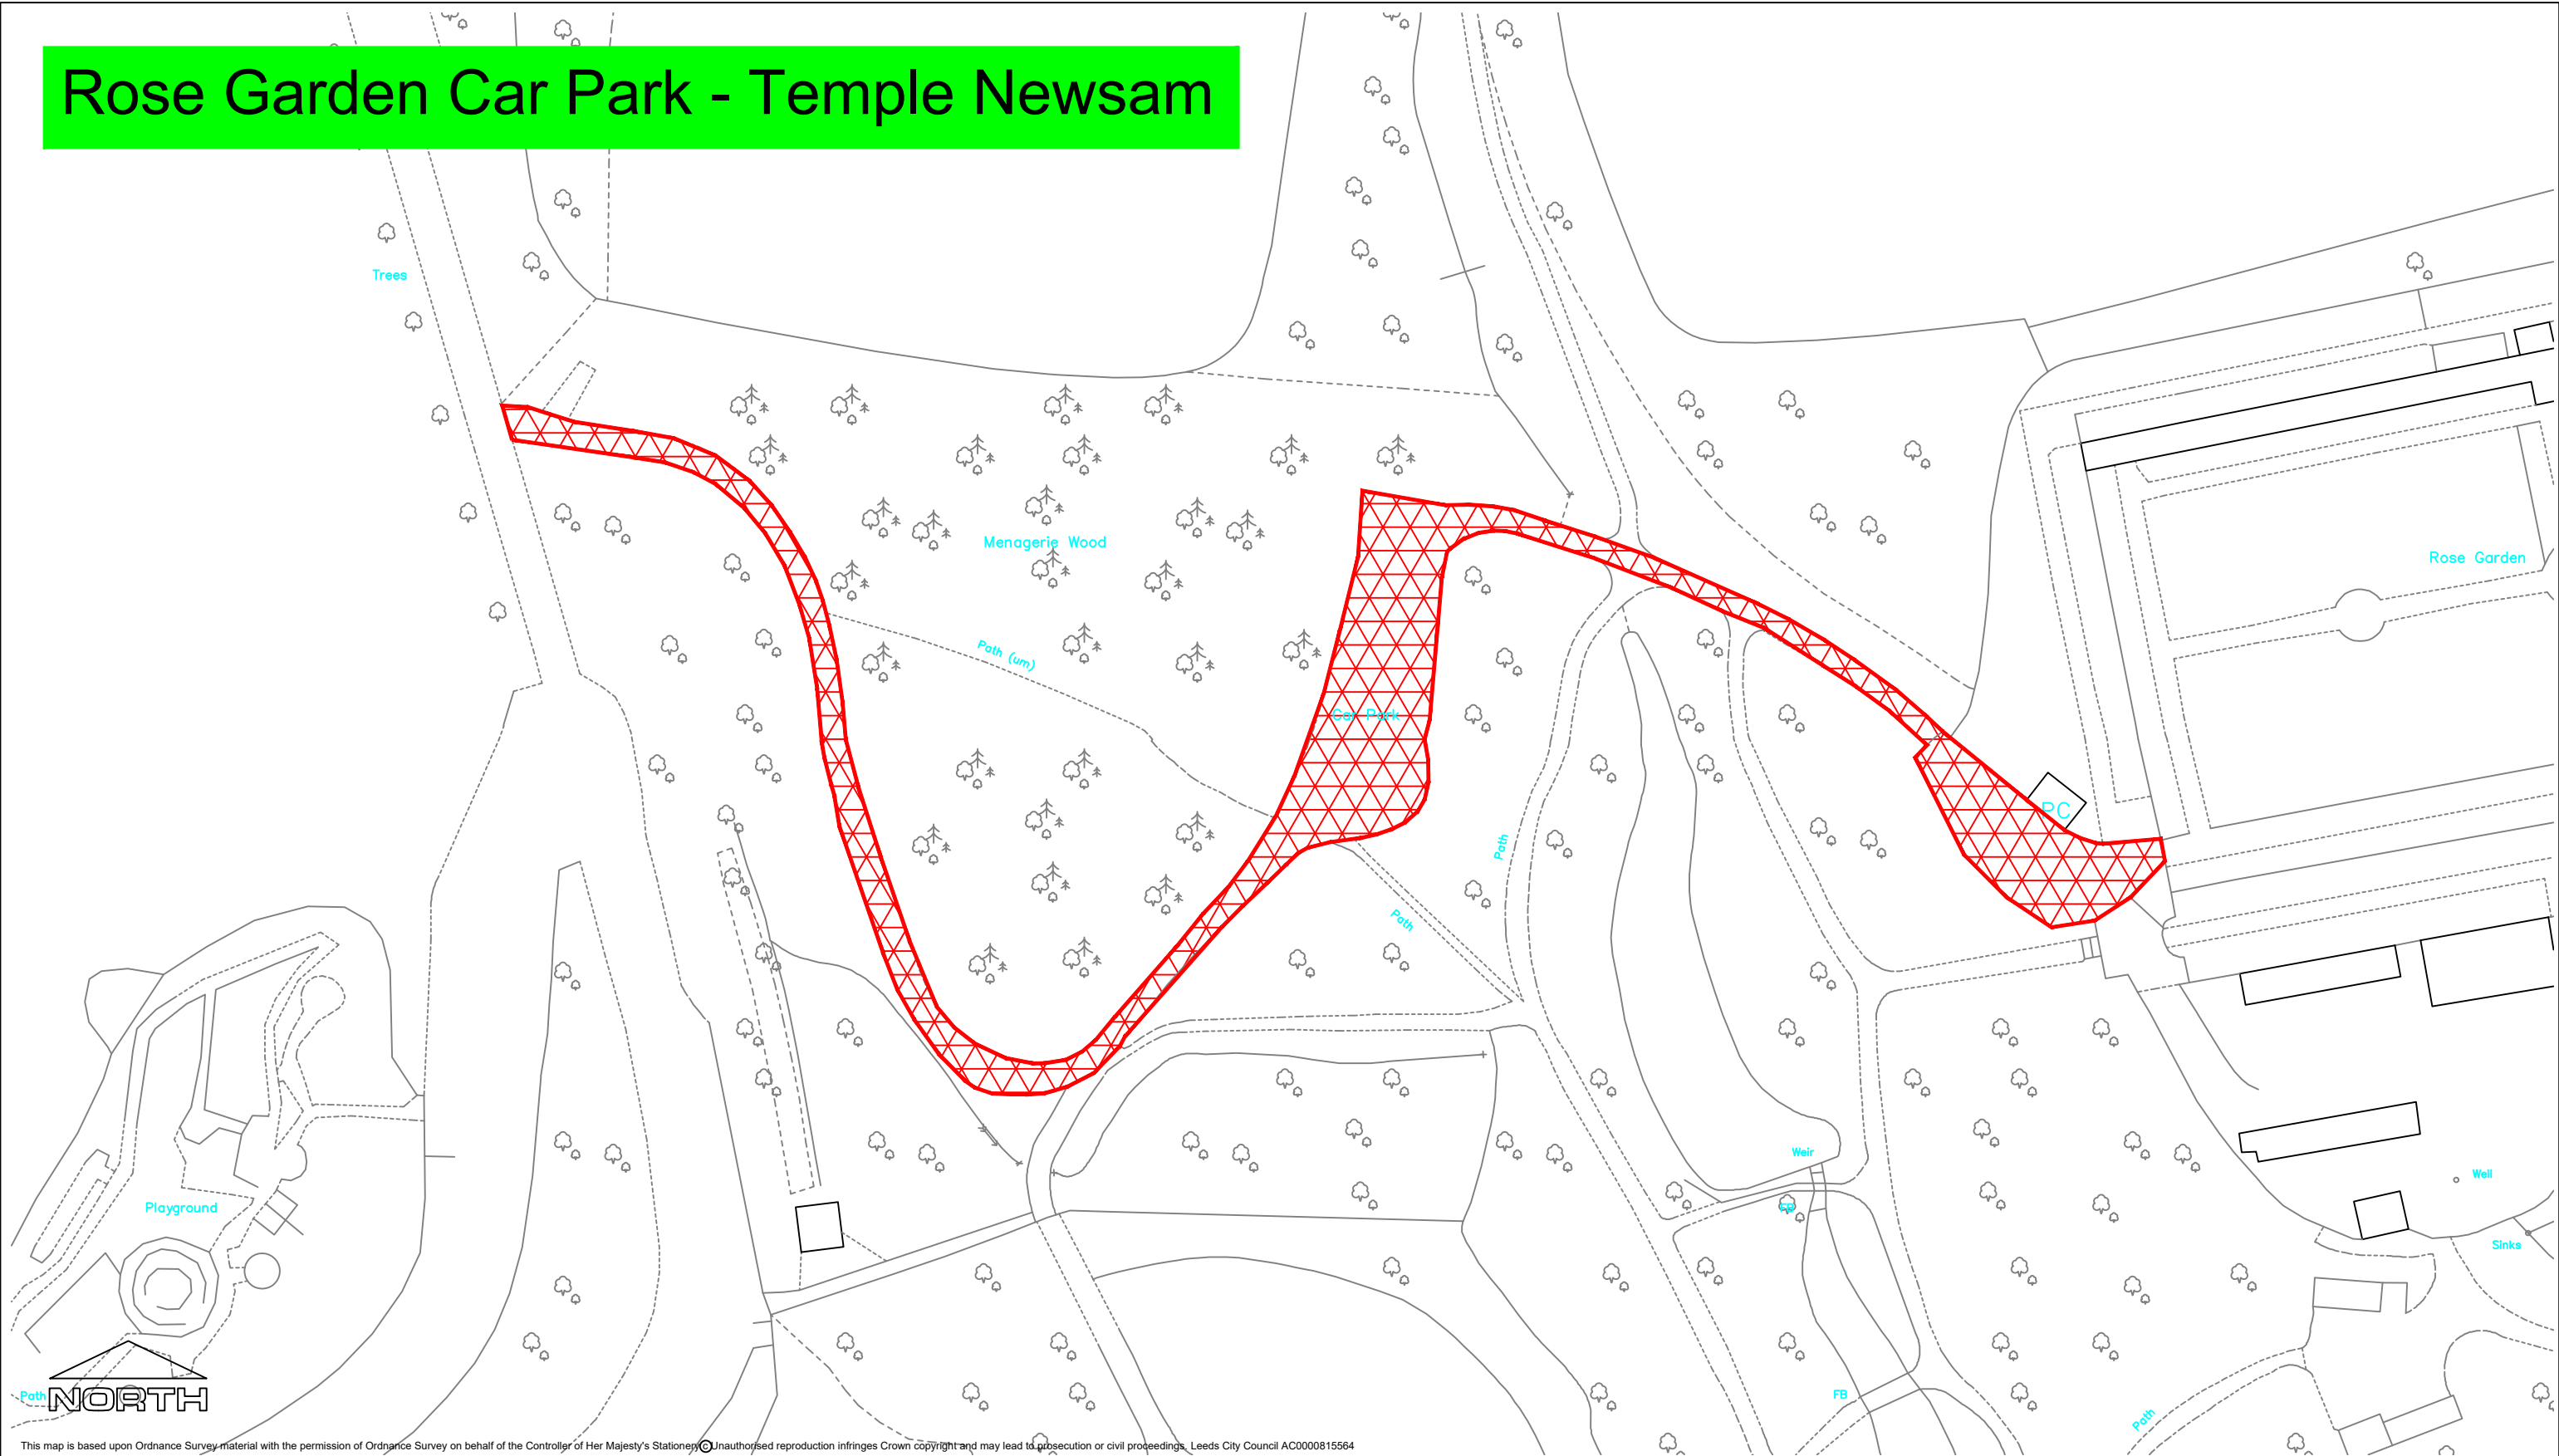 Rose Garden Car Park - Temple Newsam
Trees
Menagerie Wood
Rose Garden
Path (um)
Car Park
PC
Path
Path
Weir
Well
FB
Playground
Sinks
NORTH
Path
FB
Path
This map is based upon Ordnance Survey material with the permission of Ordnance Survey on behalf of the Controller of Her Majesty's Stationery © Unauthorised reproduction infringes Crown copyright and may lead to prosecution or civil proceedings. Leeds City Council AC0000815564